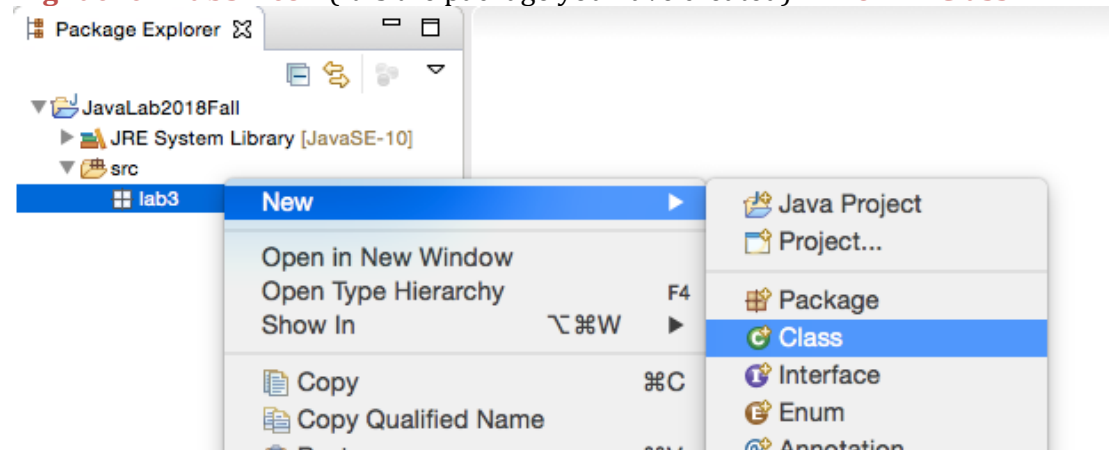 Package Explorer
JavaLab2018Fall
JRE System Library [JavaSE-10]
src
lab3
New
Open in New Window
Open Type Hierarchy F4
Show In ⌥⌘W
Copy ⌘C
Copy Qualified Name
Java Project
Project...
Package
Class
Interface
Enum
Annotation